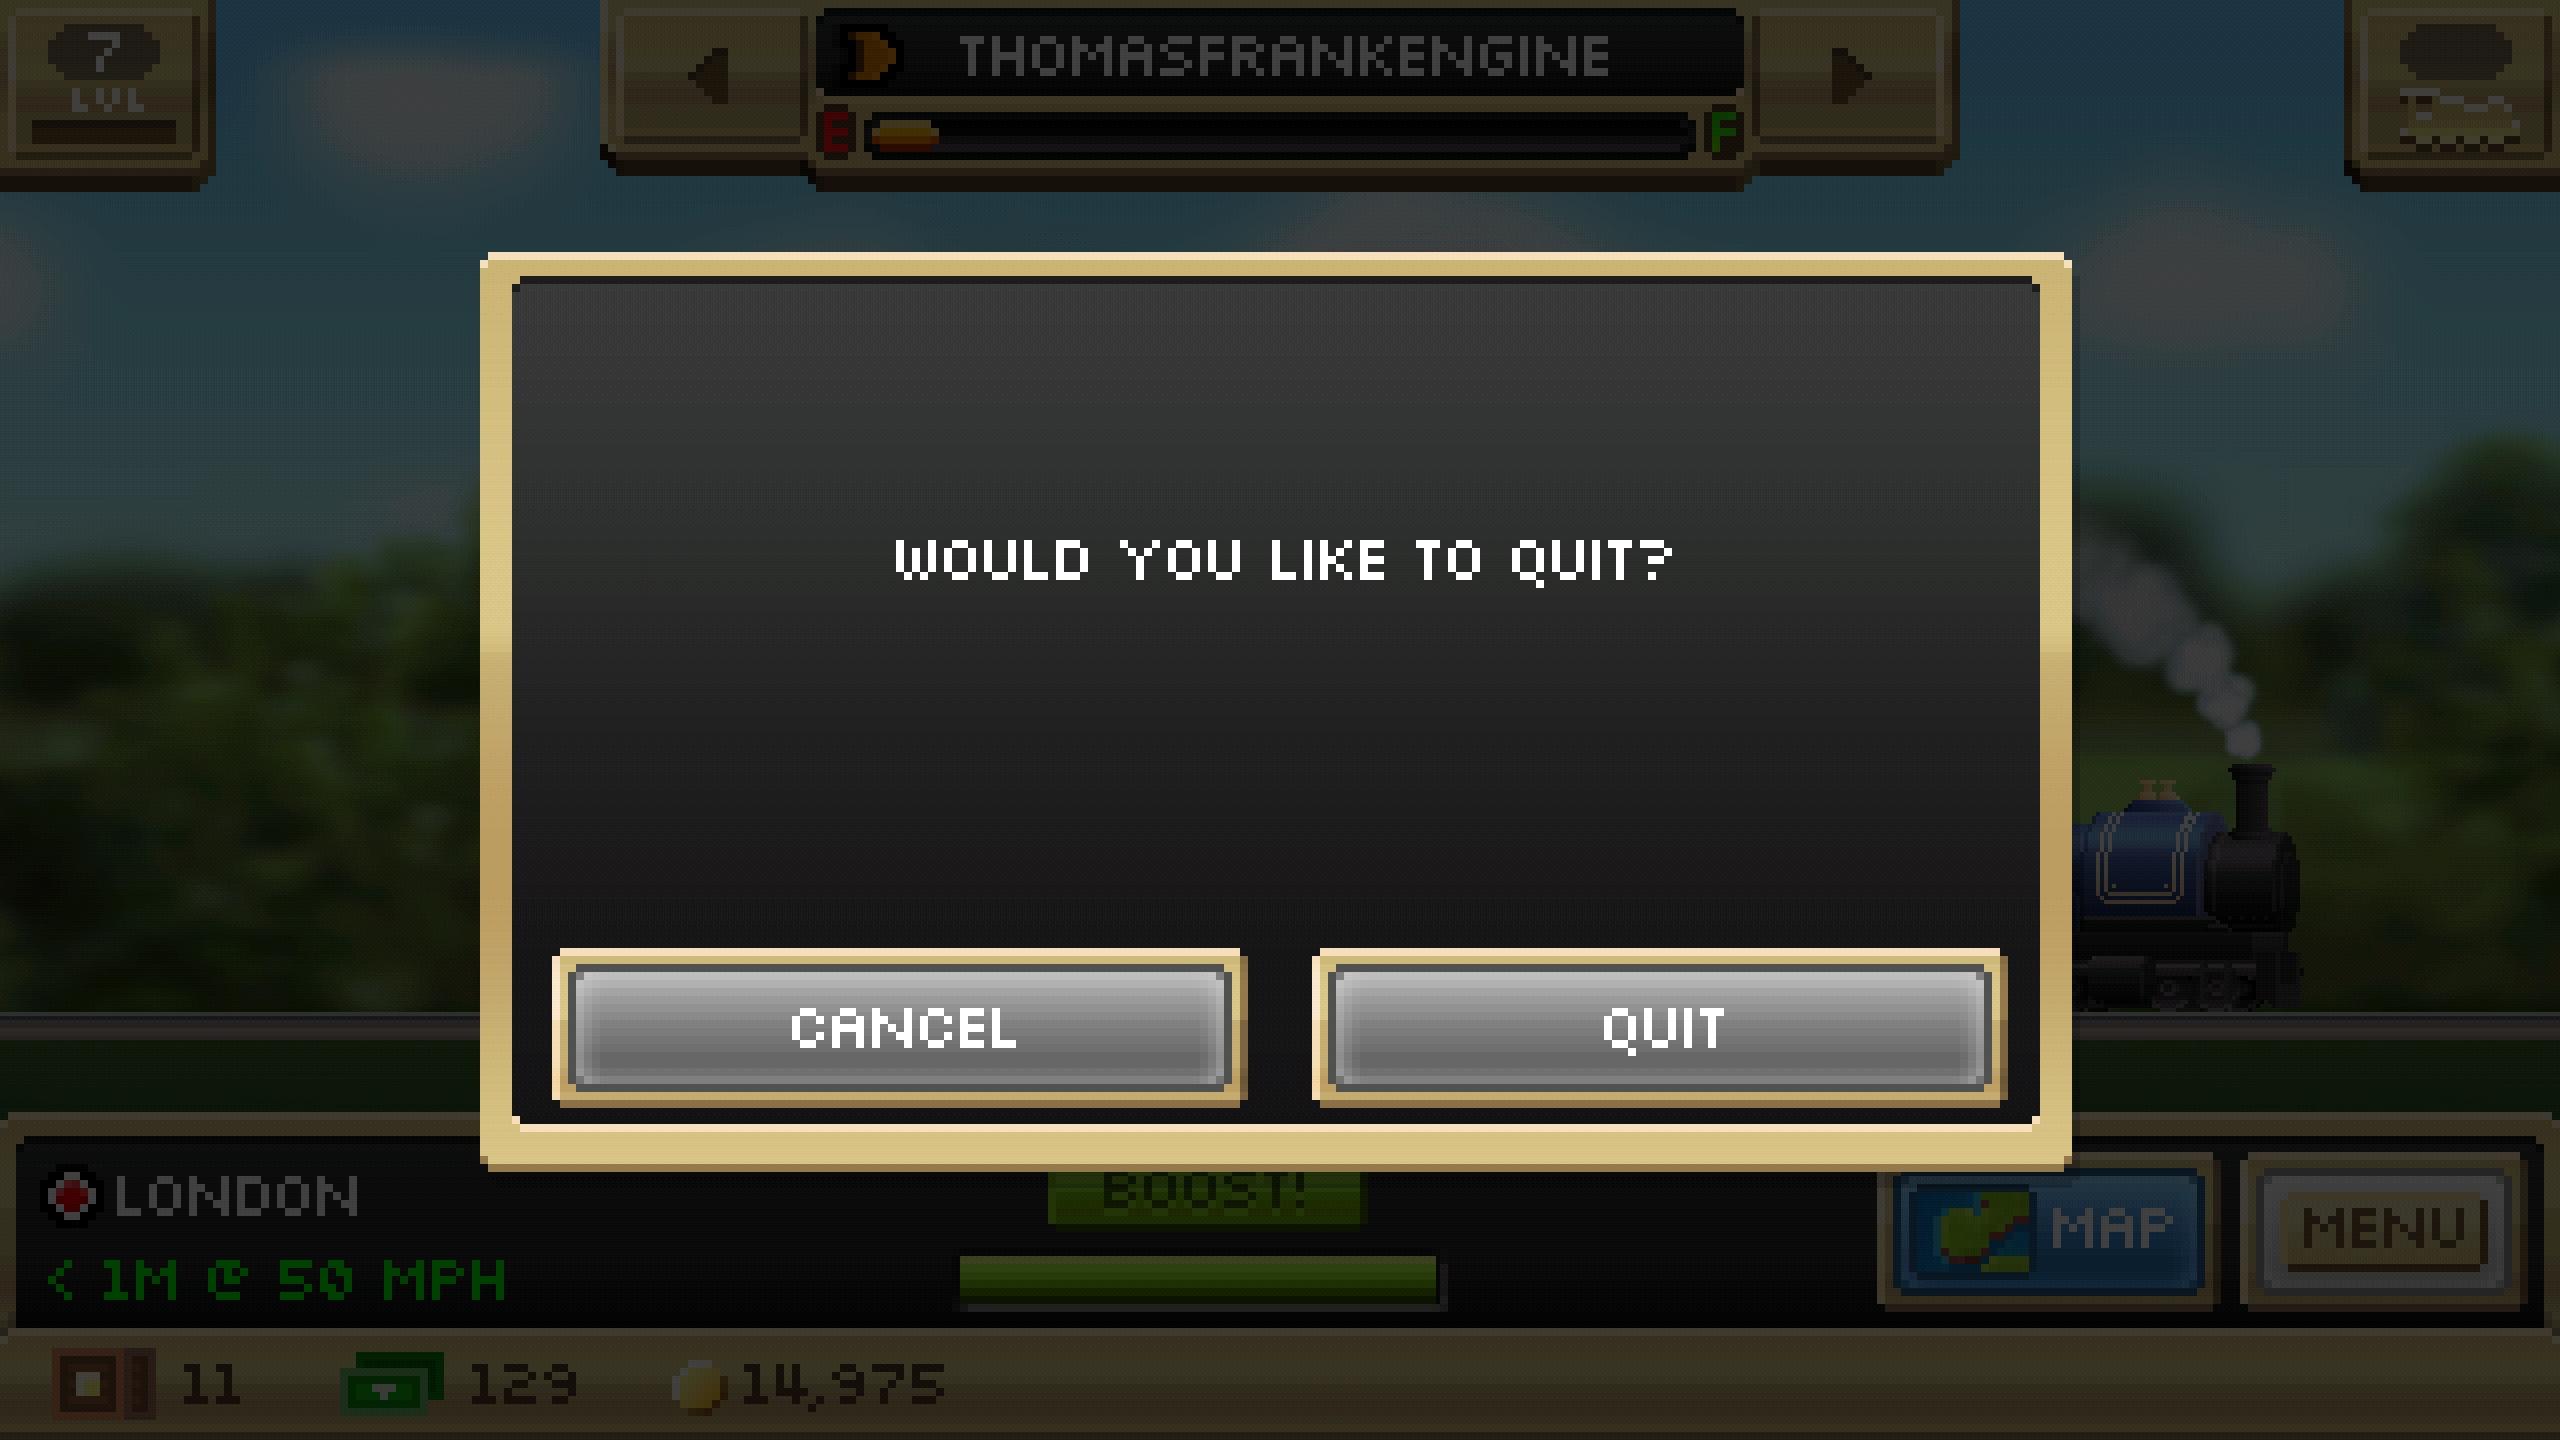 7
LVL
THOMASFRANKENGINE
E F
WOULD YOU LIKE TO QUIT?
CANCEL QUIT
LONDON
BOOST!
< 1M @ 50 MPH
MAP MENU
11 129 14,975